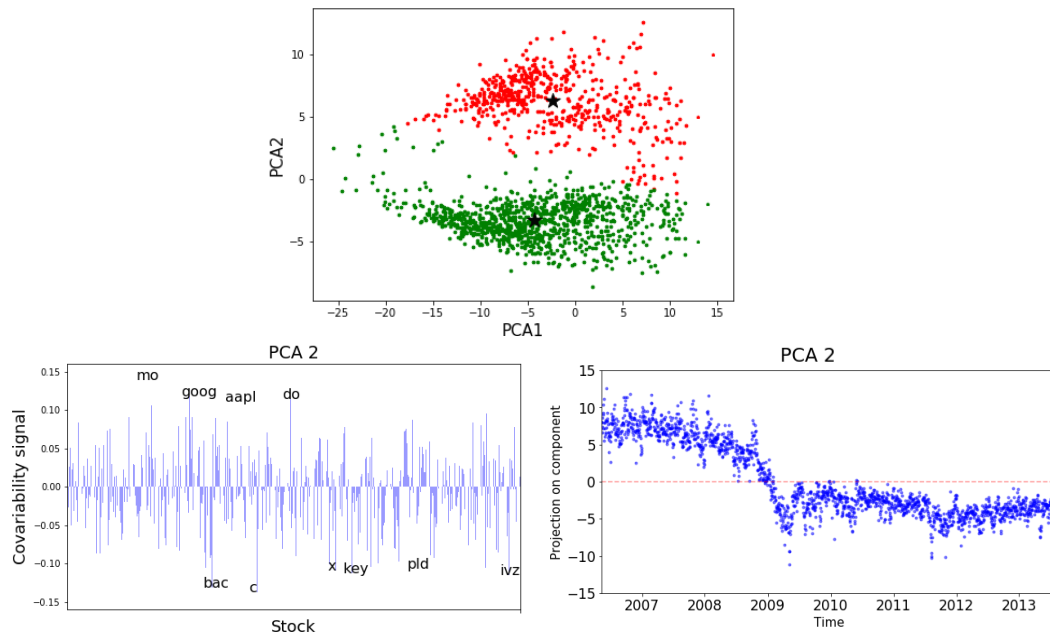 10
5
0
−5
PCA2
−25
−20
−15
−10
−5
0
5
10
15
PCA1
PCA 2
0.15
0.10
0.05
0.00
−0.05
−0.10
−0.15
Covariability signal
mo
goog
aapl
do
bac
c
x
key
pld
ivz
Stock
PCA 2
15
10
5
0
−5
−10
−15
Projection on component
2007
2008
2009
2010
2011
2012
2013
Time